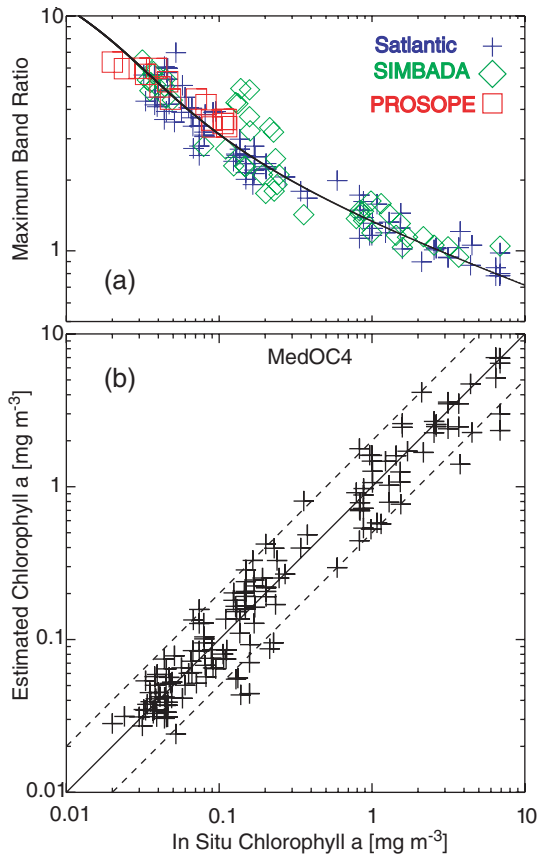 10
Satlantic
SIMBADA
PROSOPE
Maximum Band Ratio
1
(a)
10
MedOC4
(b)
Estimated Chlorophyll a [mg m-3]
1
0.1
0.01
0.01 0.1 1 10
In Situ Chlorophyll a [mg m-3]